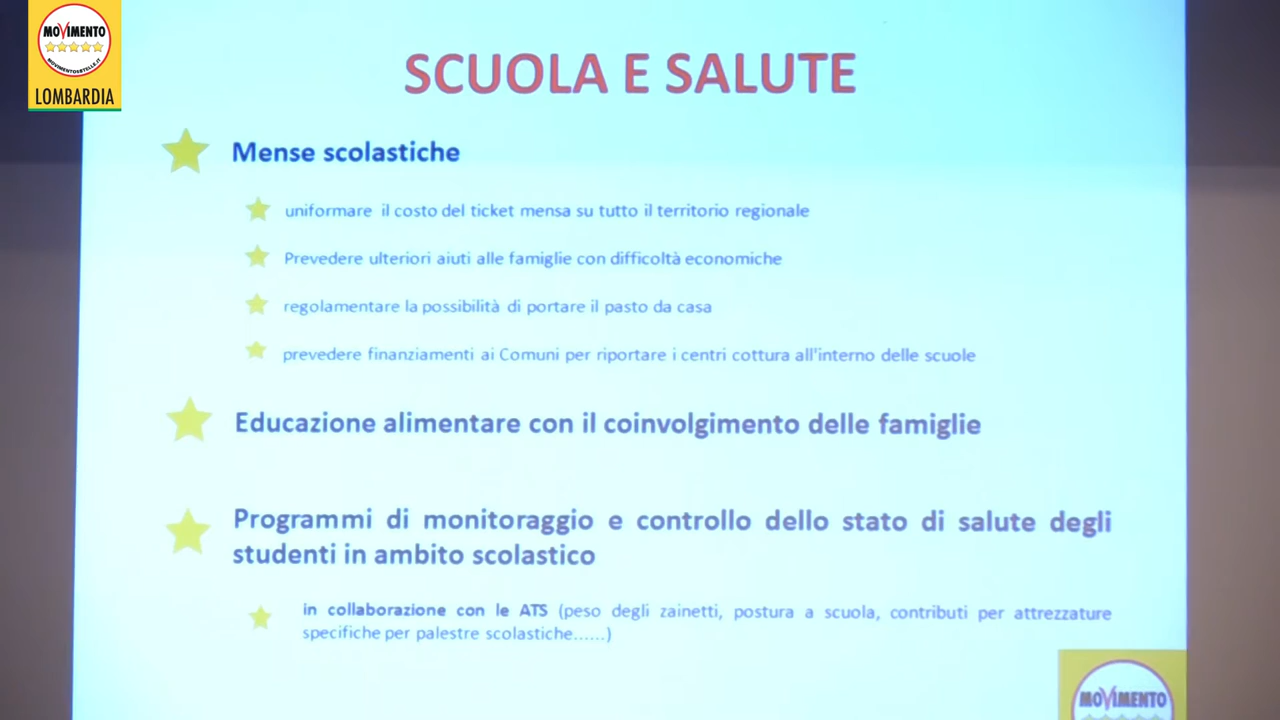 MOVIMENTO
MOVIMENTO5STELLE.IT
LOMBARDIA
SCUOLA E SALUTE
Mense scolastiche
uniformare il costo del ticket mensa su tutto il territorio regionale
Prevedere ulteriori aiuti alle famiglie con difficoltà economiche
regolamentare la possibilità di portare il pasto da casa
prevedere finanziamenti ai Comuni per riportare i centri cottura all'interno delle scuole
Educazione alimentare con il coinvolgimento delle famiglie
Programmi di monitoraggio e controllo dello stato di salute degli
studenti in ambito scolastico
in collaborazione con le ATS (peso degli zainetti, postura a scuola, contributi per attrezzature
specifiche per palestre scolastiche......)
MOVIMENTO